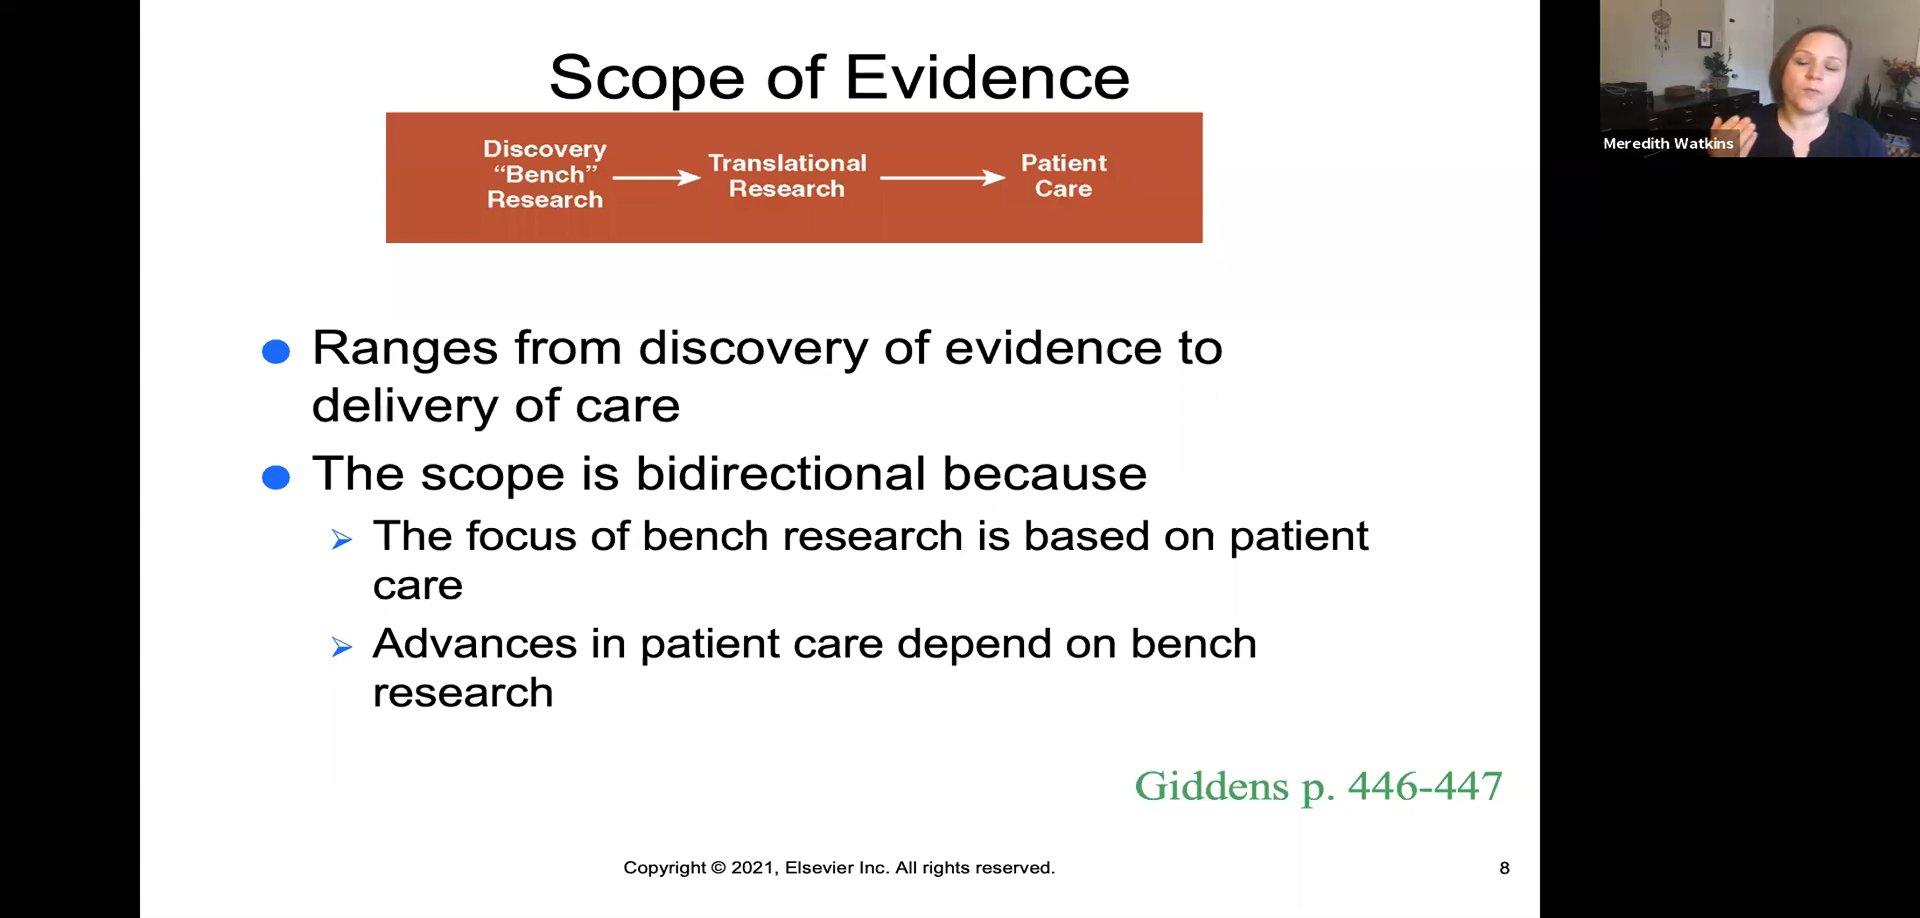 Scope of Evidence
Discovery
“Bench”
Research
Translational
Research
Patient
Care
Ranges from discovery of evidence to
delivery of care
The scope is bidirectional because
The focus of bench research is based on patient
care
Advances in patient care depend on bench
research
Giddens p. 446-447
Copyright © 2021, Elsevier Inc. All rights reserved.
8
Meredith Watkins